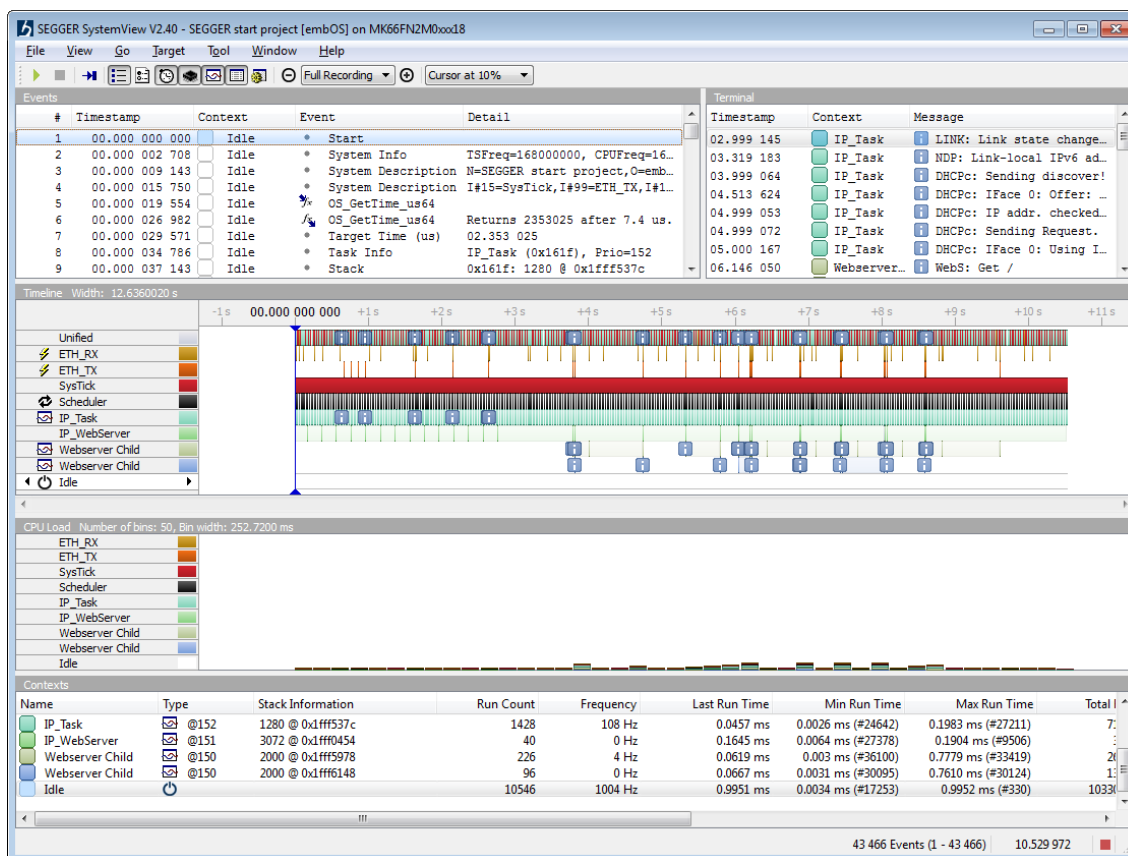 SEGGER SystemView V2.40 - SEGGER start project [embOS] on MK66FN2M0xxx18
File View Go Target Tool Window Help
Full Recording Cursor at 10%
Events
# Timestamp Context Event Detail
1 00.000 000 000 Idle Start
2 00.000 002 708 Idle System Info TSFreq=168000000, CPUFreq=16…
3 00.000 009 143 Idle System Description N=SEGGER start project,O=emb…
4 00.000 015 750 Idle System Description I#15=SysTick,I#99=ETH_TX,I#1…
5 00.000 019 554 Idle OS_GetTime_us64
6 00.000 026 982 Idle OS_GetTime_us64 Returns 2353025 after 7.4 us.
7 00.000 029 571 Idle Target Time (us) 02.353 025
8 00.000 034 786 Idle Task Info IP_Task (0x161f), Prio=152
9 00.000 037 143 Idle Stack 0x161f: 1280 @ 0x1fff537c
Terminal
Timestamp Context Message
02.999 145 IP_Task LINK: Link state change…
03.319 183 IP_Task NDP: Link-local IPv6 ad…
03.999 064 IP_Task DHCPc: Sending discover!
04.513 624 IP_Task DHCPc: IFace 0: Offer: …
04.999 053 IP_Task DHCPc: IP addr. checked…
04.999 072 IP_Task DHCPc: Sending Request.
05.000 167 IP_Task DHCPc: IFace 0: Using I…
06.146 050 Webserver… WebS: Get /
Timeline Width: 12.6360020 s
-1 s 00.000 000 000 +1 s +2 s +3 s +4 s +5 s +6 s +7 s +8 s +9 s +10 s +11 s
Unified
ETH_RX
ETH_TX
SysTick
Scheduler
IP_Task
IP_WebServer
Webserver Child
Webserver Child
Idle
CPU Load Number of bins: 50, Bin width: 252.7200 ms
ETH_RX
ETH_TX
SysTick
Scheduler
IP_Task
IP_WebServer
Webserver Child
Webserver Child
Idle
Contexts
Name Type Stack Information Run Count Frequency Last Run Time Min Run Time Max Run Time Total
IP_Task @152 1280 @ 0x1fff537c 1428 108 Hz 0.0457 ms 0.0026 ms (#24642) 0.1983 ms (#27211)
IP_WebServer @151 3072 @ 0x1fff0454 40 0 Hz 0.1645 ms 0.0064 ms (#27378) 0.1904 ms (#9506)
Webserver Child @150 2000 @ 0x1fff5978 226 4 Hz 0.0619 ms 0.003 ms (#36100) 0.7779 ms (#33419)
Webserver Child @150 2000 @ 0x1fff6148 96 0 Hz 0.0667 ms 0.0031 ms (#30095) 0.7610 ms (#30124)
Idle 10546 1004 Hz 0.9951 ms 0.0034 ms (#17253) 0.9952 ms (#330) 10330
43 466 Events (1 - 43 466) 10.529 972